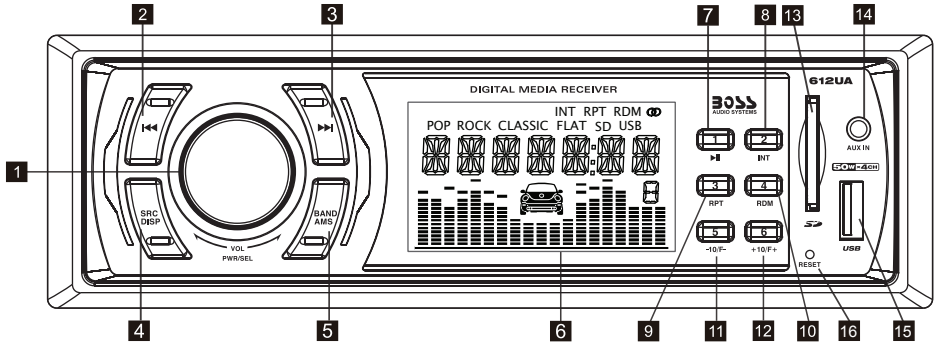 2
3
7
8
13
14
DIGITAL MEDIA RECEIVER
612UA
BOSS
AUDIO SYSTEMS
INT RPT RDM
POP ROCK CLASSIC FLAT SD USB
1
2
AUX IN
INT
50W×4CH
1
3
4
RPT
RDM
SRC
DISP
BAND
AMS
5
6
-10/F-
+10/F+
SD
USB
VOL
PWR/SEL
RESET
4
5
6
9
11
12
10
16
15